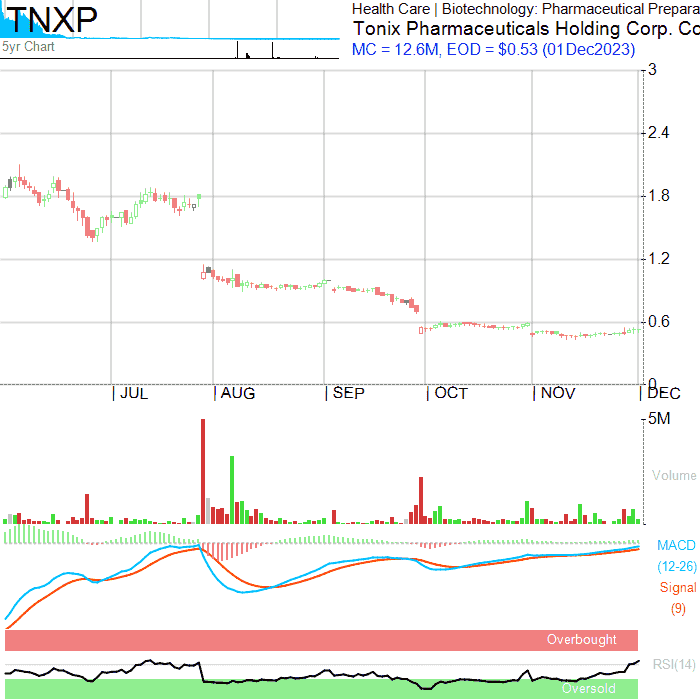 TNXP
5yr Chart
Health Care | Biotechnology: Pharmaceutical Prepara
Tonix Pharmaceuticals Holding Corp. Co
MC = 12.6M, EOD = $0.53 (01Dec2023)
3
2.4
1.8
1.2
0.6
0
JUL
AUG
SEP
OCT
NOV
DEC
5M
Volume
MACD
(12-26)
Signal
(9)
Overbought
RSI(14)
Oversold